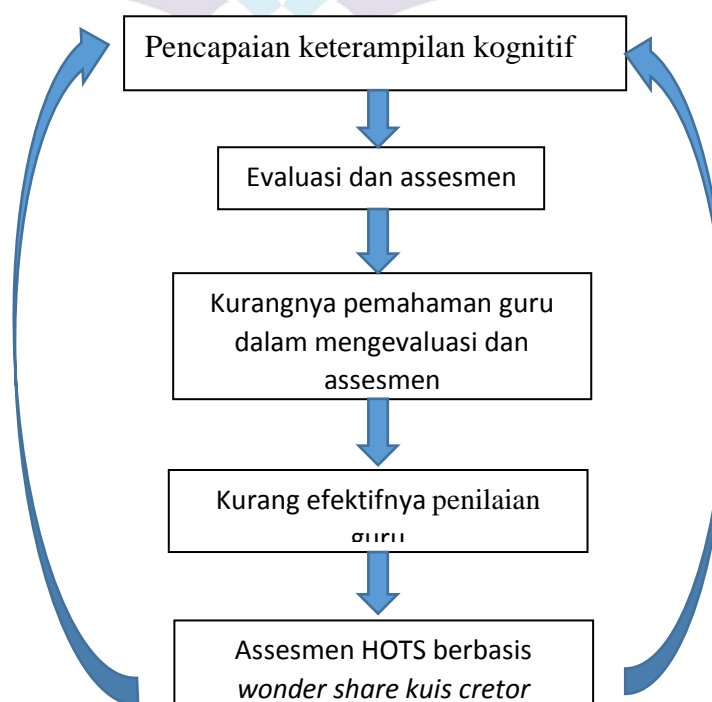 Pencapaian keterampilan kognitif
Evaluasi dan assesmen
Kurangnya pemahaman guru
dalam mengevaluasi dan
assesmen
Kurang efektifnya penilaian
guru
Assesmen HOTS berbasis
wonder share kuis cretor